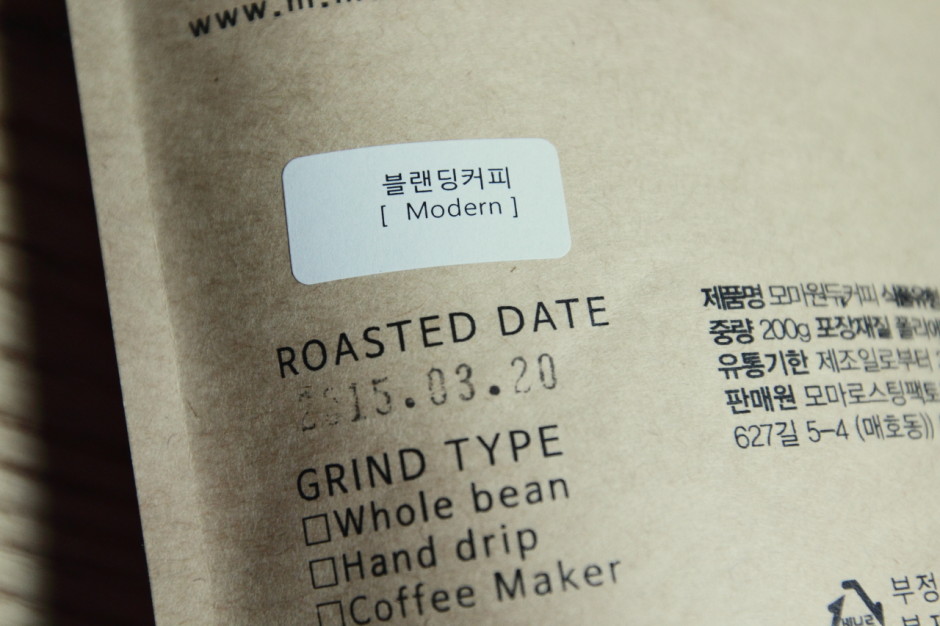 블랜딩커피
[ Modern ]
ROASTED DATE
2015.03.20
GRIND TYPE
□Whole bean
□Hand drip
□Coffee Maker
제품명 모마원두커피
중량 200g 포장재질
유통기한 제조일로부터
판매원 모마로스팅팩토
627길 5-4 (매호동))
부정